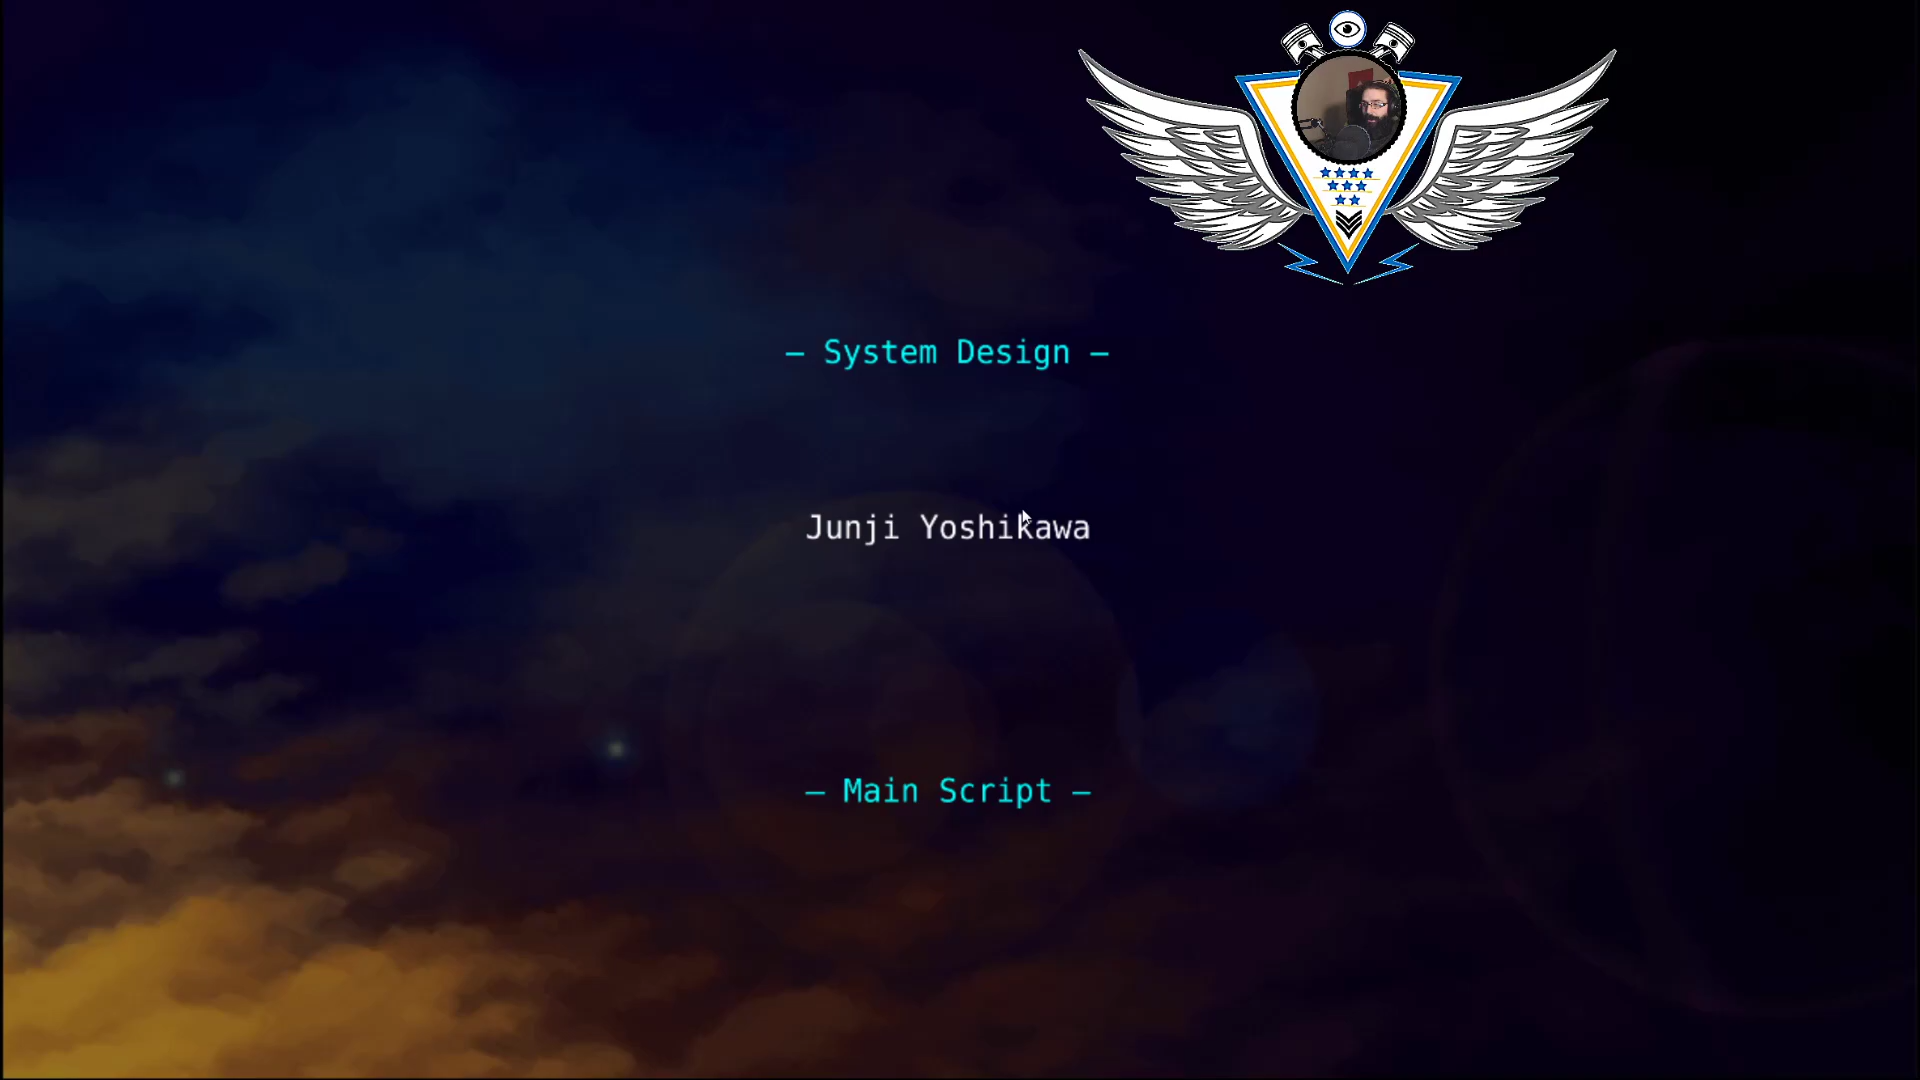 — System Design —
Junji Yoshikawa
— Main Script —